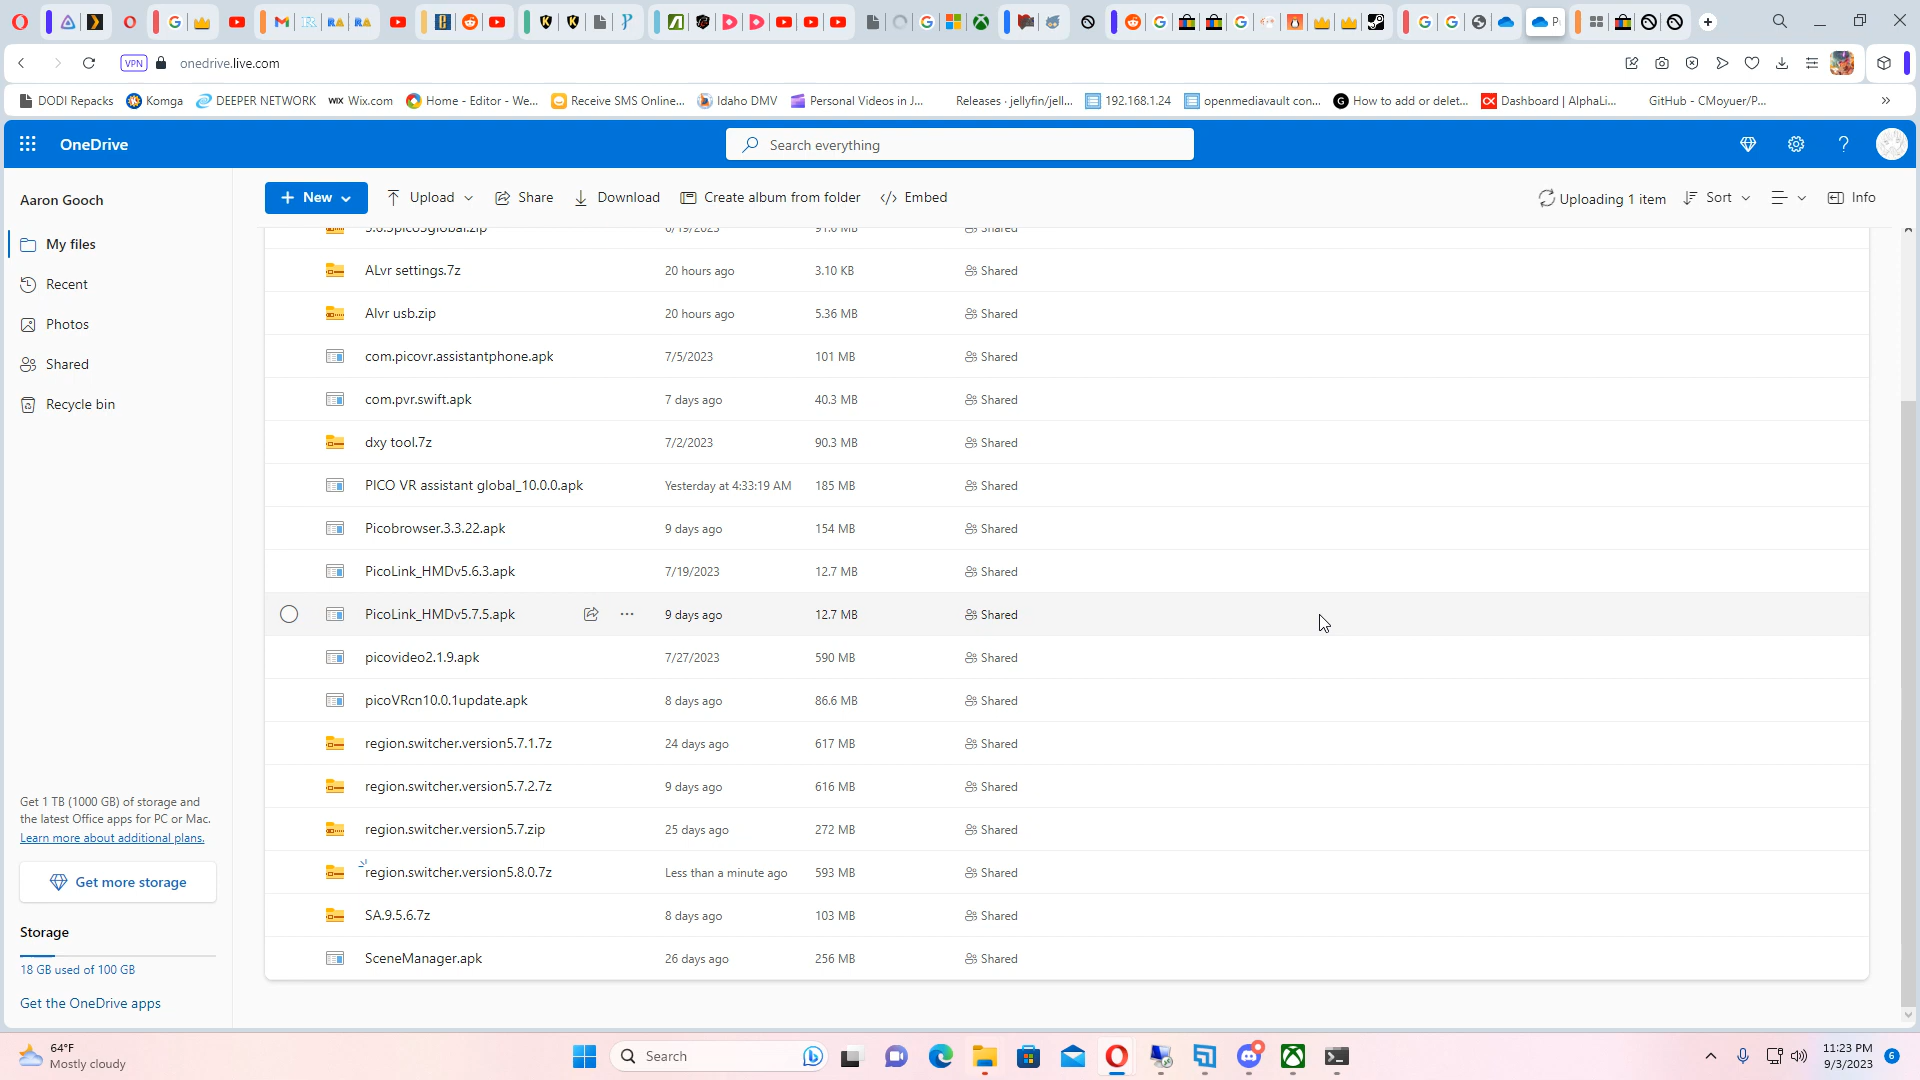 VPN onedrive.live.com
DODI Repacks Komga DEEPER NETWORK WIX Wix.com Home - Editor - We... Receive SMS Online... Idaho DMV Personal Videos in J... Releases · jellyfin/jell... 192.168.1.24 openmediavault con... How to add or delet... Dashboard | AlphaLi... GitHub - CMoyuer/P... »
OneDrive Search everything
Aaron Gooch
My files
Recent
Photos
Shared
Recycle bin
Get 1 TB (1000 GB) of storage and
the latest Office apps for PC or Mac.
Learn more about additional plans.
Get more storage
Storage
18 GB used of 100 GB
Get the OneDrive apps
New Upload Share Download Create album from folder Embed Uploading 1 item Sort Info
ALvr settings.7z 20 hours ago 3.10 KB Shared
Alvr usb.zip 20 hours ago 5.36 MB Shared
com.picovr.assistantphone.apk 7/5/2023 101 MB Shared
com.pvr.swift.apk 7 days ago 40.3 MB Shared
dxy tool.7z 7/2/2023 90.3 MB Shared
PICO VR assistant global_10.0.0.apk Yesterday at 4:33:19 AM 185 MB Shared
Picobrowser.3.3.22.apk 9 days ago 154 MB Shared
PicoLink_HMDv5.6.3.apk 7/19/2023 12.7 MB Shared
PicoLink_HMDv5.7.5.apk 9 days ago 12.7 MB Shared
picovideo2.1.9.apk 7/27/2023 590 MB Shared
picoVRcn10.0.1update.apk 8 days ago 86.6 MB Shared
region.switcher.version5.7.1.7z 24 days ago 617 MB Shared
region.switcher.version5.7.2.7z 9 days ago 616 MB Shared
region.switcher.version5.7.zip 25 days ago 272 MB Shared
region.switcher.version5.8.0.7z Less than a minute ago 593 MB Shared
SA.9.5.6.7z 8 days ago 103 MB Shared
SceneManager.apk 26 days ago 256 MB Shared
64°F
Mostly cloudy
Search
11:23 PM
9/3/2023
6